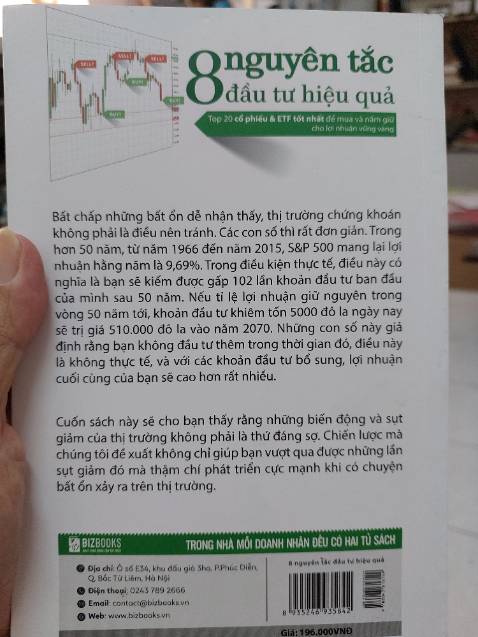 SELL!
SELL!
SELL!
BUY!
BUY!
8 nguyên tắc
đầu tư hiệu quả
Top 20 cổ phiếu & ETF tốt nhất để mua và nắm giữ
cho lợi nhuận vững vàng
Bất chấp những bất ổn dễ nhận thấy, thị trường chứng khoán
không phải là điều nên tránh. Các con số thì rất đơn giản. Trong
hơn 50 năm, từ năm 1966 đến năm 2015, S&P 500 mang lại lợi
nhuận hằng năm là 9,69%. Trong điều kiện thực tế, điều này có
nghĩa là bạn sẽ kiếm được gấp 102 lần khoản đầu tư ban đầu
của mình sau 50 năm. Nếu tỉ lệ lợi nhuận giữ nguyên trong
vòng 50 năm tới, khoản đầu tư khiêm tốn 5000 đô la ngày nay
sẽ trị giá 510.000 đô la vào năm 2070. Những con số này giả
định rằng bạn không đầu tư thêm trong thời gian đó, điều này
là không thực tế, và với các khoản đầu tư bổ sung, lợi nhuận
cuối cùng của bạn sẽ cao hơn rất nhiều.
Cuốn sách này sẽ cho bạn thấy rằng những biến động và sụt
giảm của thị trường không phải là thứ đáng sợ. Chiến lược mà
chúng tôi đề xuất không chỉ giúp bạn vượt qua được những lần
sụt giảm đó mà thậm chí phát triển cực mạnh khi có chuyện
bất ổn xảy ra trên thị trường.
BIZBOOKS
TRONG NHÀ MỖI DOANH NHÂN ĐỀU CÓ HAI TỦ SÁCH
Địa chỉ: Ô số E34, khu đấu giá 3ha, P.Phúc Diễn,
Q. Bắc Từ Liêm, Hà Nội
Điện thoại: 0243 789 2666
Email: contact@bizbooks.vn
Web: www.bizbooks.vn
8 nguyên tắc đầu tư hiệu quả
8 935246 935842
Giá: 196.000VNĐ